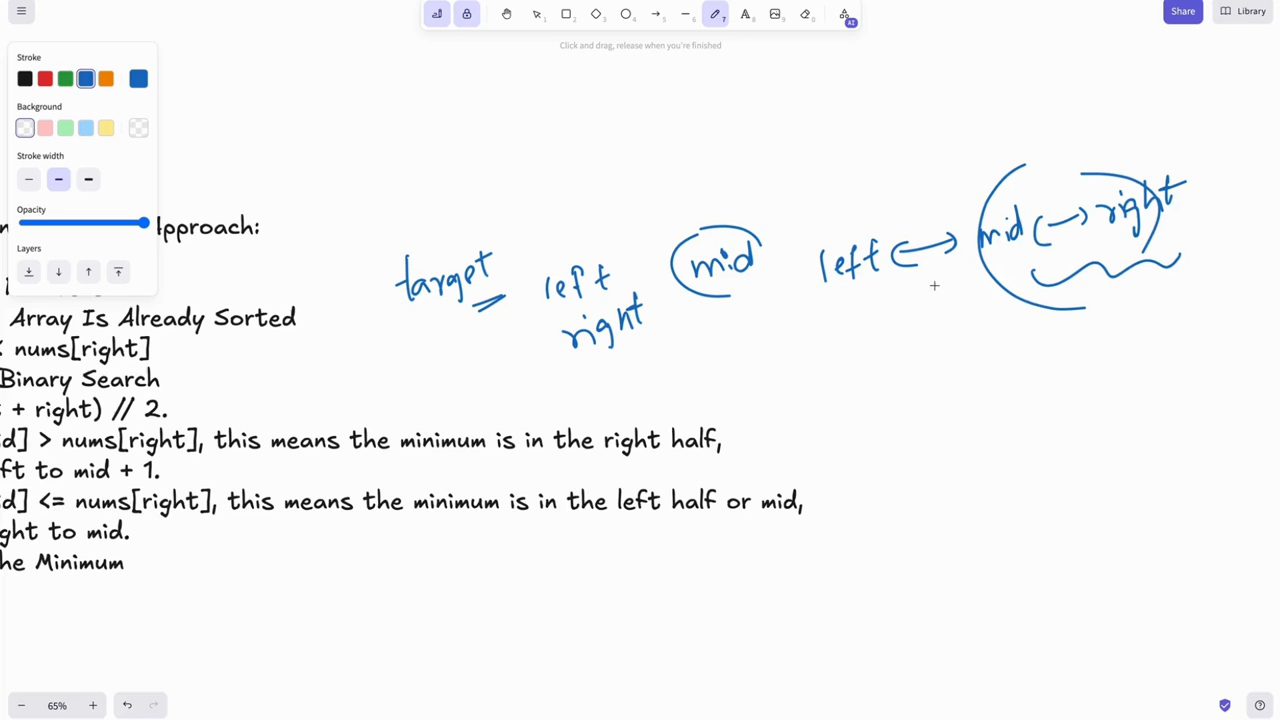 Share
Library
Click and drag, release when you're finished
Stroke
Background
Stroke width
Opacity
Layers
pproach:
Array Is Already Sorted
< nums[right]
Binary Search
+ right) // 2.
d] > nums[right], this means the minimum is in the right half,
ft to mid + 1.
d] <= nums[right], this means the minimum is in the left half or mid,
ght to mid.
he Minimum
target left right mid left mid right
65%